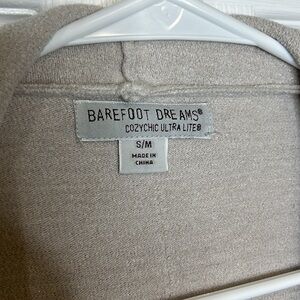 BAREFOOT DREAMS®
COZYCHIC ULTRA LITE®
S/M
MADE IN
CHINA